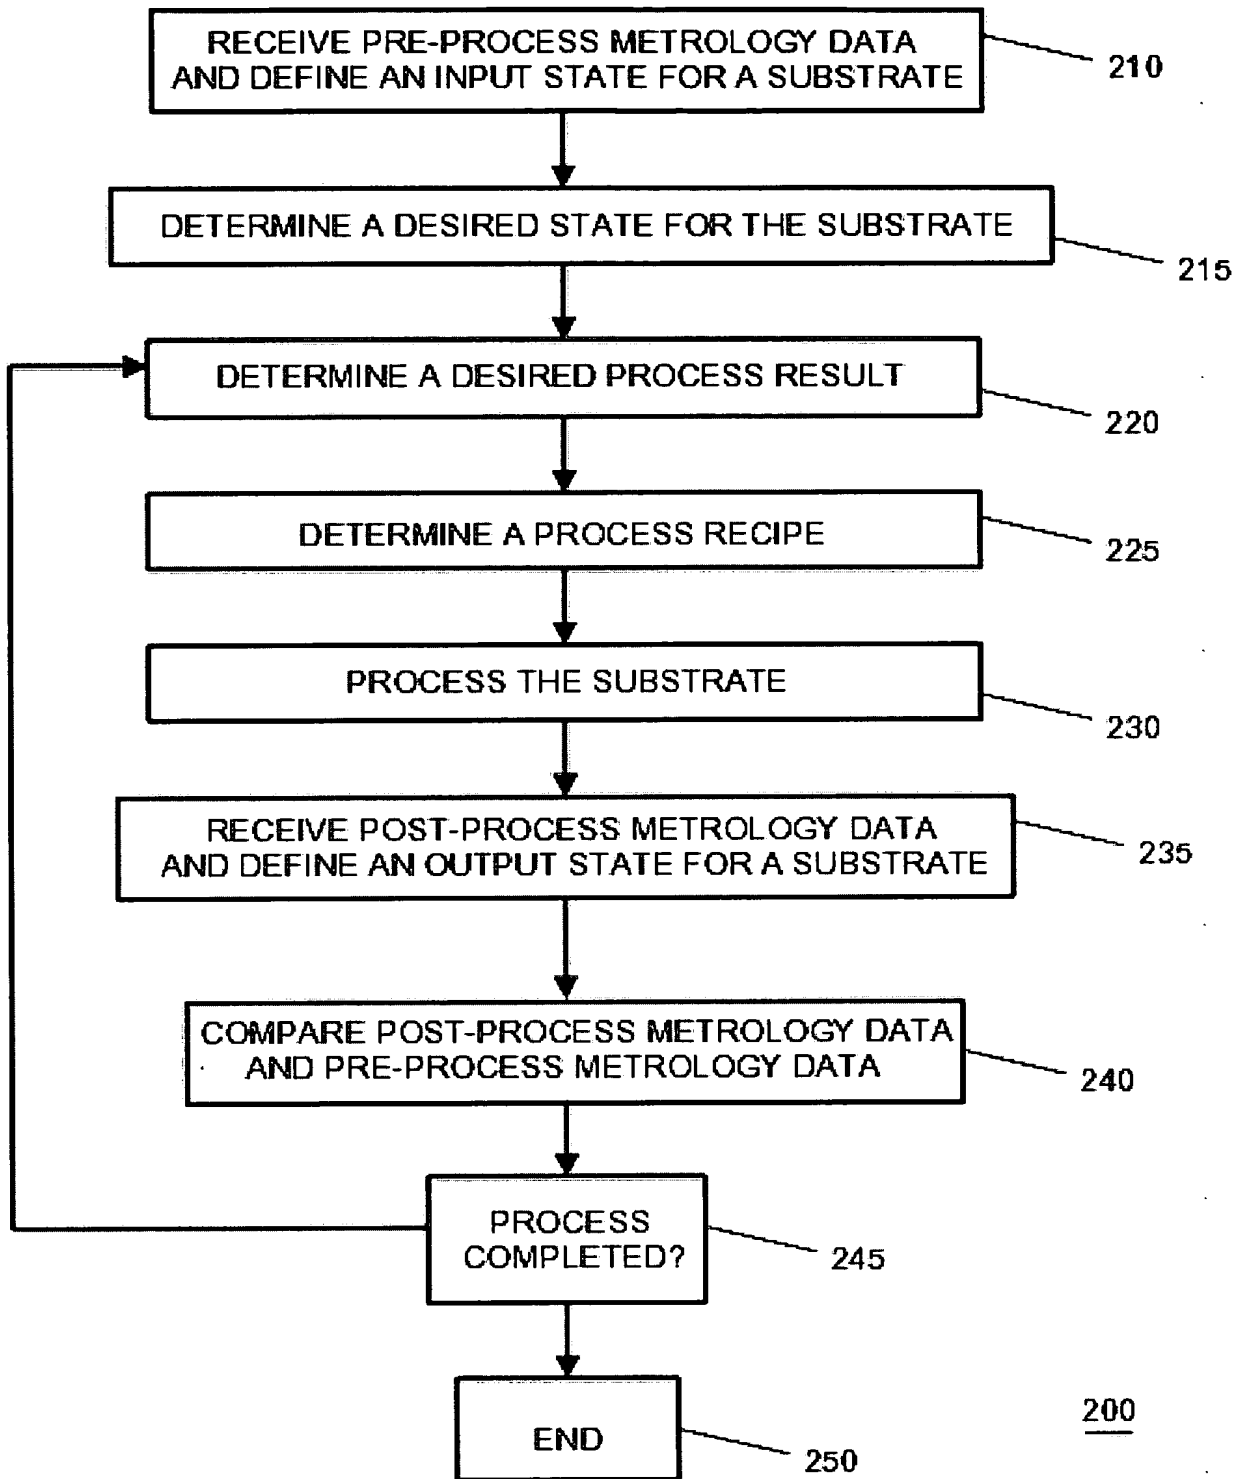 RECEIVE PRE-PROCESS METROLOGY DATA
AND DEFINE AN INPUT STATE FOR A SUBSTRATE
210
DETERMINE A DESIRED STATE FOR THE SUBSTRATE
215
DETERMINE A DESIRED PROCESS RESULT
220
DETERMINE A PROCESS RECIPE
225
PROCESS THE SUBSTRATE
230
RECEIVE POST-PROCESS METROLOGY DATA
AND DEFINE AN OUTPUT STATE FOR A SUBSTRATE
235
COMPARE POST-PROCESS METROLOGY DATA
AND PRE-PROCESS METROLOGY DATA
240
PROCESS
COMPLETED?
245
END
250
200